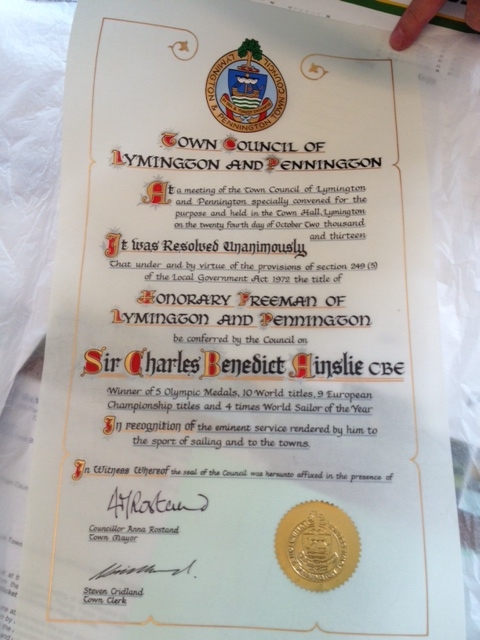 LYMINGTON & PENNINGTON TOWN COUNCIL
Town Council of
Lymington and Pennington
At a meeting of the Town Council of Lymington
and Pennington specially convened for the
purpose and held in the Town Hall, Lymington
on the twenty fourth day of October Two thousand
and thirteen
It was Resolved Unanimously
That under and by virtue of the provisions of section 249 (5)
of the Local Government Act 1972 the title of
Honorary Freeman of
Lymington and Pennington
be conferred by the Council on
Sir Charles Benedict Ainslie CBE
Winner of 5 Olympic Medals, 10 World titles, 9 European
Championship titles and 4 times World Sailor of the Year
In recognition of the eminent service rendered by him to
the sport of sailing and to the towns.
In Witness Whereof the seal of the Council was hereunto affixed in the presence of
Councillor Anna Rostand
Town Mayor
Steven Cridland
Town Clerk